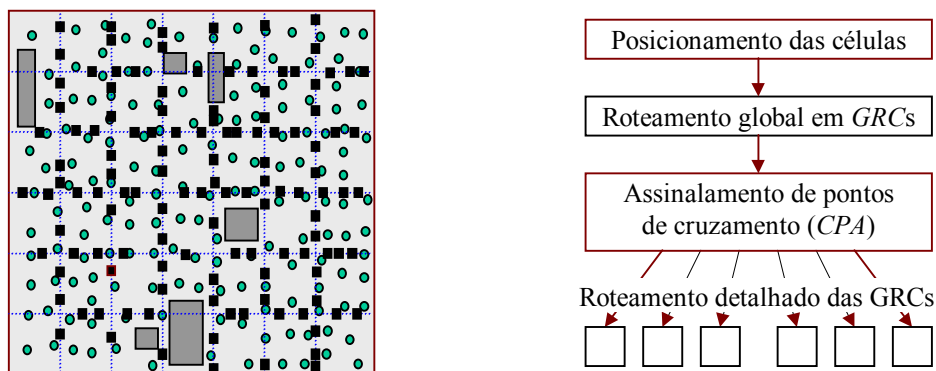 Posicionamento das células
Roteamento global em GRCs
Assinalamento de pontos
de cruzamento (CPA)
Roteamento detalhado das GRCs